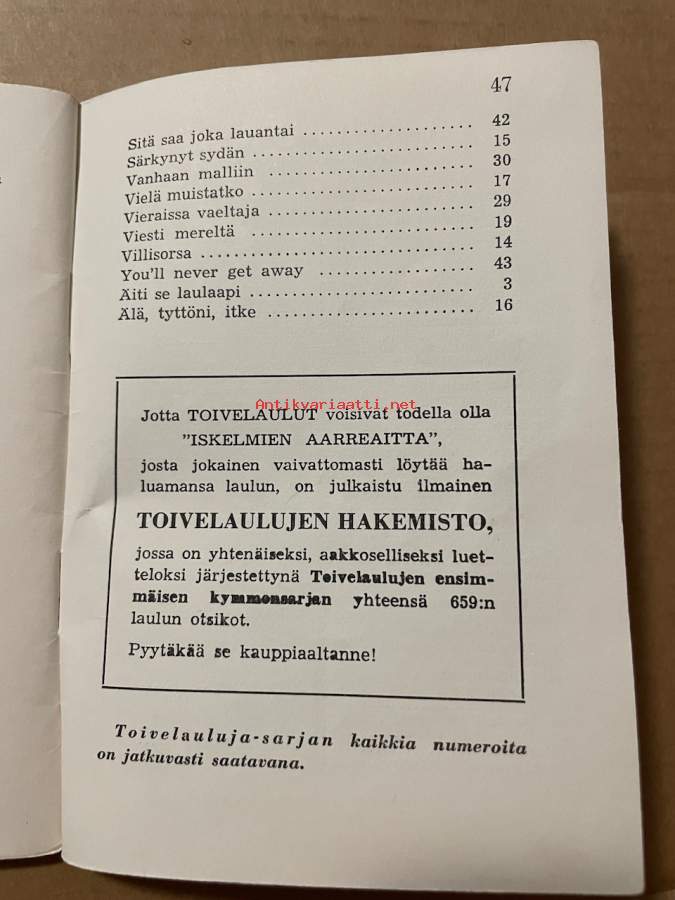 47
Sitä saa joka lauantai .................... 42
Särkynyt sydän .......................... 15
Vanhaan malliin ........................ 30
Vielä muistatko .......................... 17
Vieraissa vaeltaja ........................ 29
Viesti mereltä .......................... 19
Villisorsa ................................ 14
You'll never get away .................. 43
Äiti se laulaapi .......................... 3
Älä, tyttöni, itke ........................ 16
Antikvariaatti.net
Jotta TOIVELAULUT voisivat todella olla
"ISKELMIEN AARREAITTA",
josta jokainen vaivattomasti löytää ha-
luamansa laulun, on julkaistu ilmainen
TOIVELAULUJEN HAKEMISTO,
jossa on yhtenäiseksi, aakkoselliseksi luet-
teloksi järjestettynä Toivelaulujen ensim-
mäisen kymmensarjan yhteensä 659:n
laulun otsikot.
Pyytäkää se kauppiaaltanne!
Toivelauluja-sarjan kaikkia numeroita
on jatkuvasti saatavana.